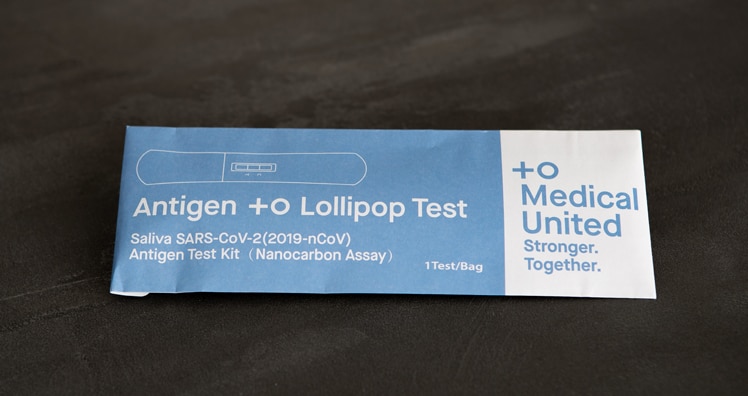 Antigen +O Lollipop Test
Saliva SARS-CoV-2(2019-nCoV)
Antigen Test Kit（Nanocarbon Assay）
1Test/Bag
+O
Medical
United
Stronger.
Together.